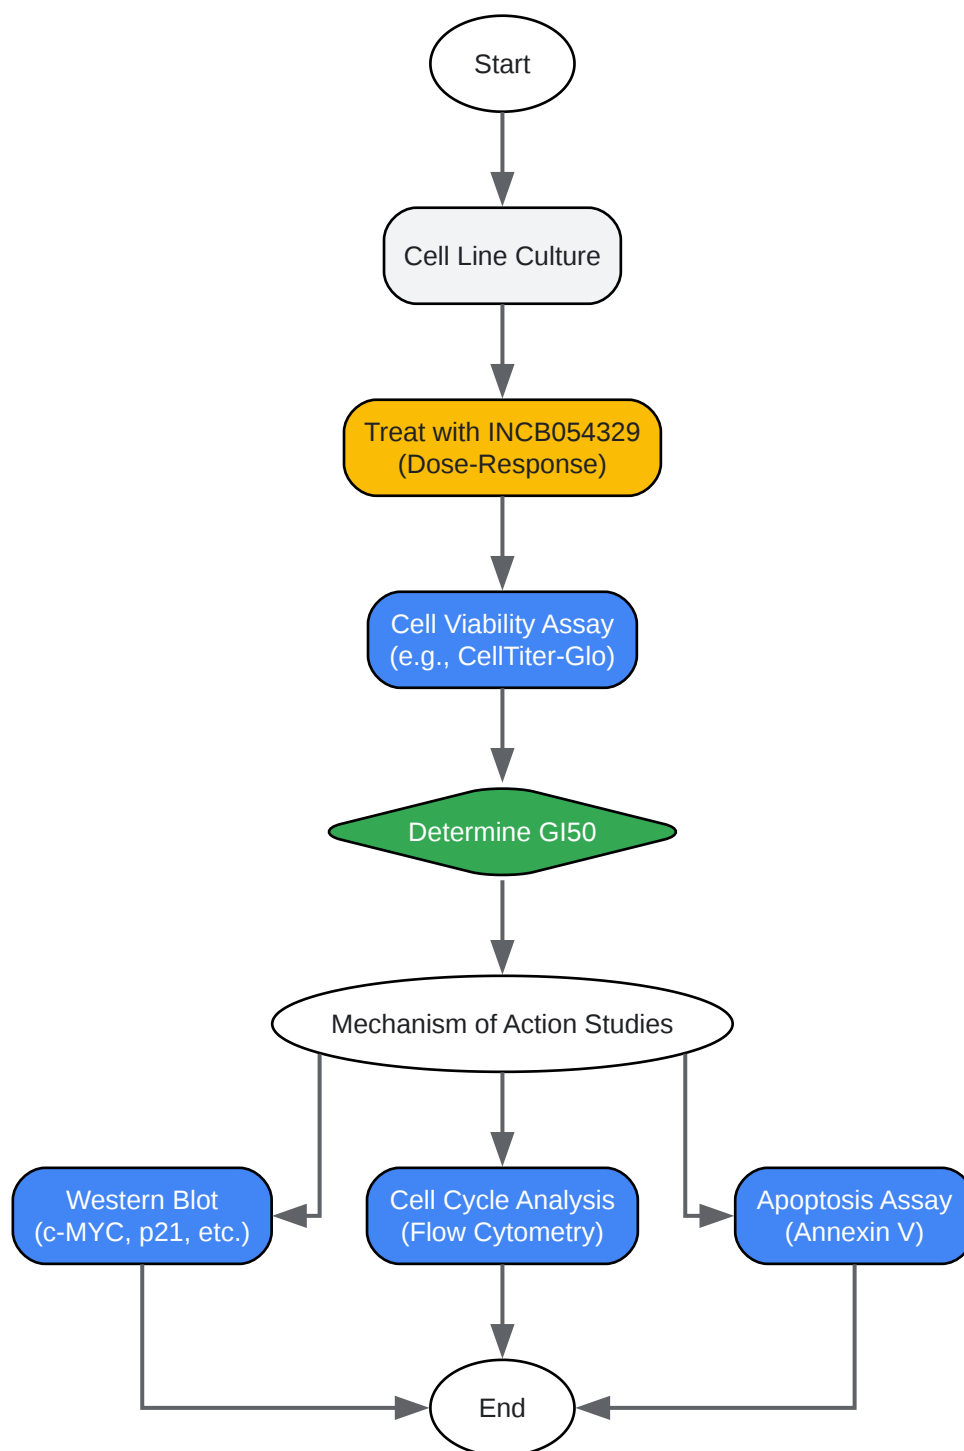 Start
Cell Line Culture
Treat with INCB054329
(Dose-Response)
Cell Viability Assay
(e.g., CellTiter-Glo)
Determine GI50
Mechanism of Action Studies
Western Blot
(c-MYC, p21, etc.)
Cell Cycle Analysis
(Flow Cytometry)
Apoptosis Assay
(Annexin V)
End